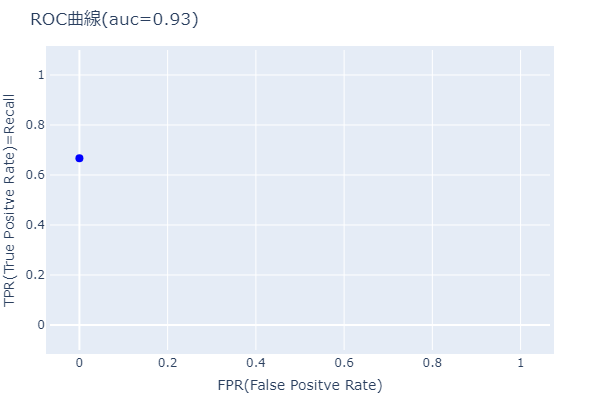 ROC曲線(auc=0.93)
TPR(True Positve Rate)=Recall
1
0.8
0.6
0.4
0.2
0
0 0.2 0.4 0.6 0.8 1
FPR(False Positve Rate)